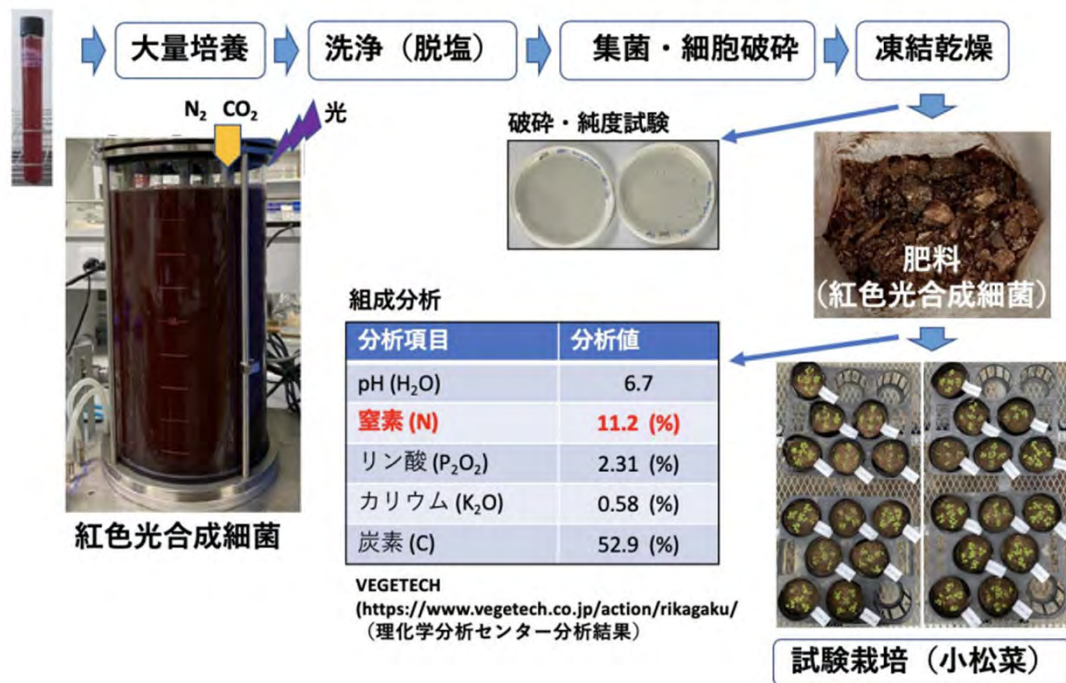 大量培養
洗浄（脱塩）
集菌・細胞破砕
凍結乾燥
N₂ CO₂
光
破砕・純度試験
肥料
（紅色光合成細菌）
紅色光合成細菌
組成分析
分析項目 分析値
pH (H₂O) 6.7
窒素 (N) 11.2 (%)
リン酸 (P₂O₂) 2.31 (%)
カリウム (K₂O) 0.58 (%)
炭素 (C) 52.9 (%)
VEGETECH
(https://www.vegetech.co.jp/action/rikagaku/
（理化学分析センター分析結果）
試験栽培（小松菜）